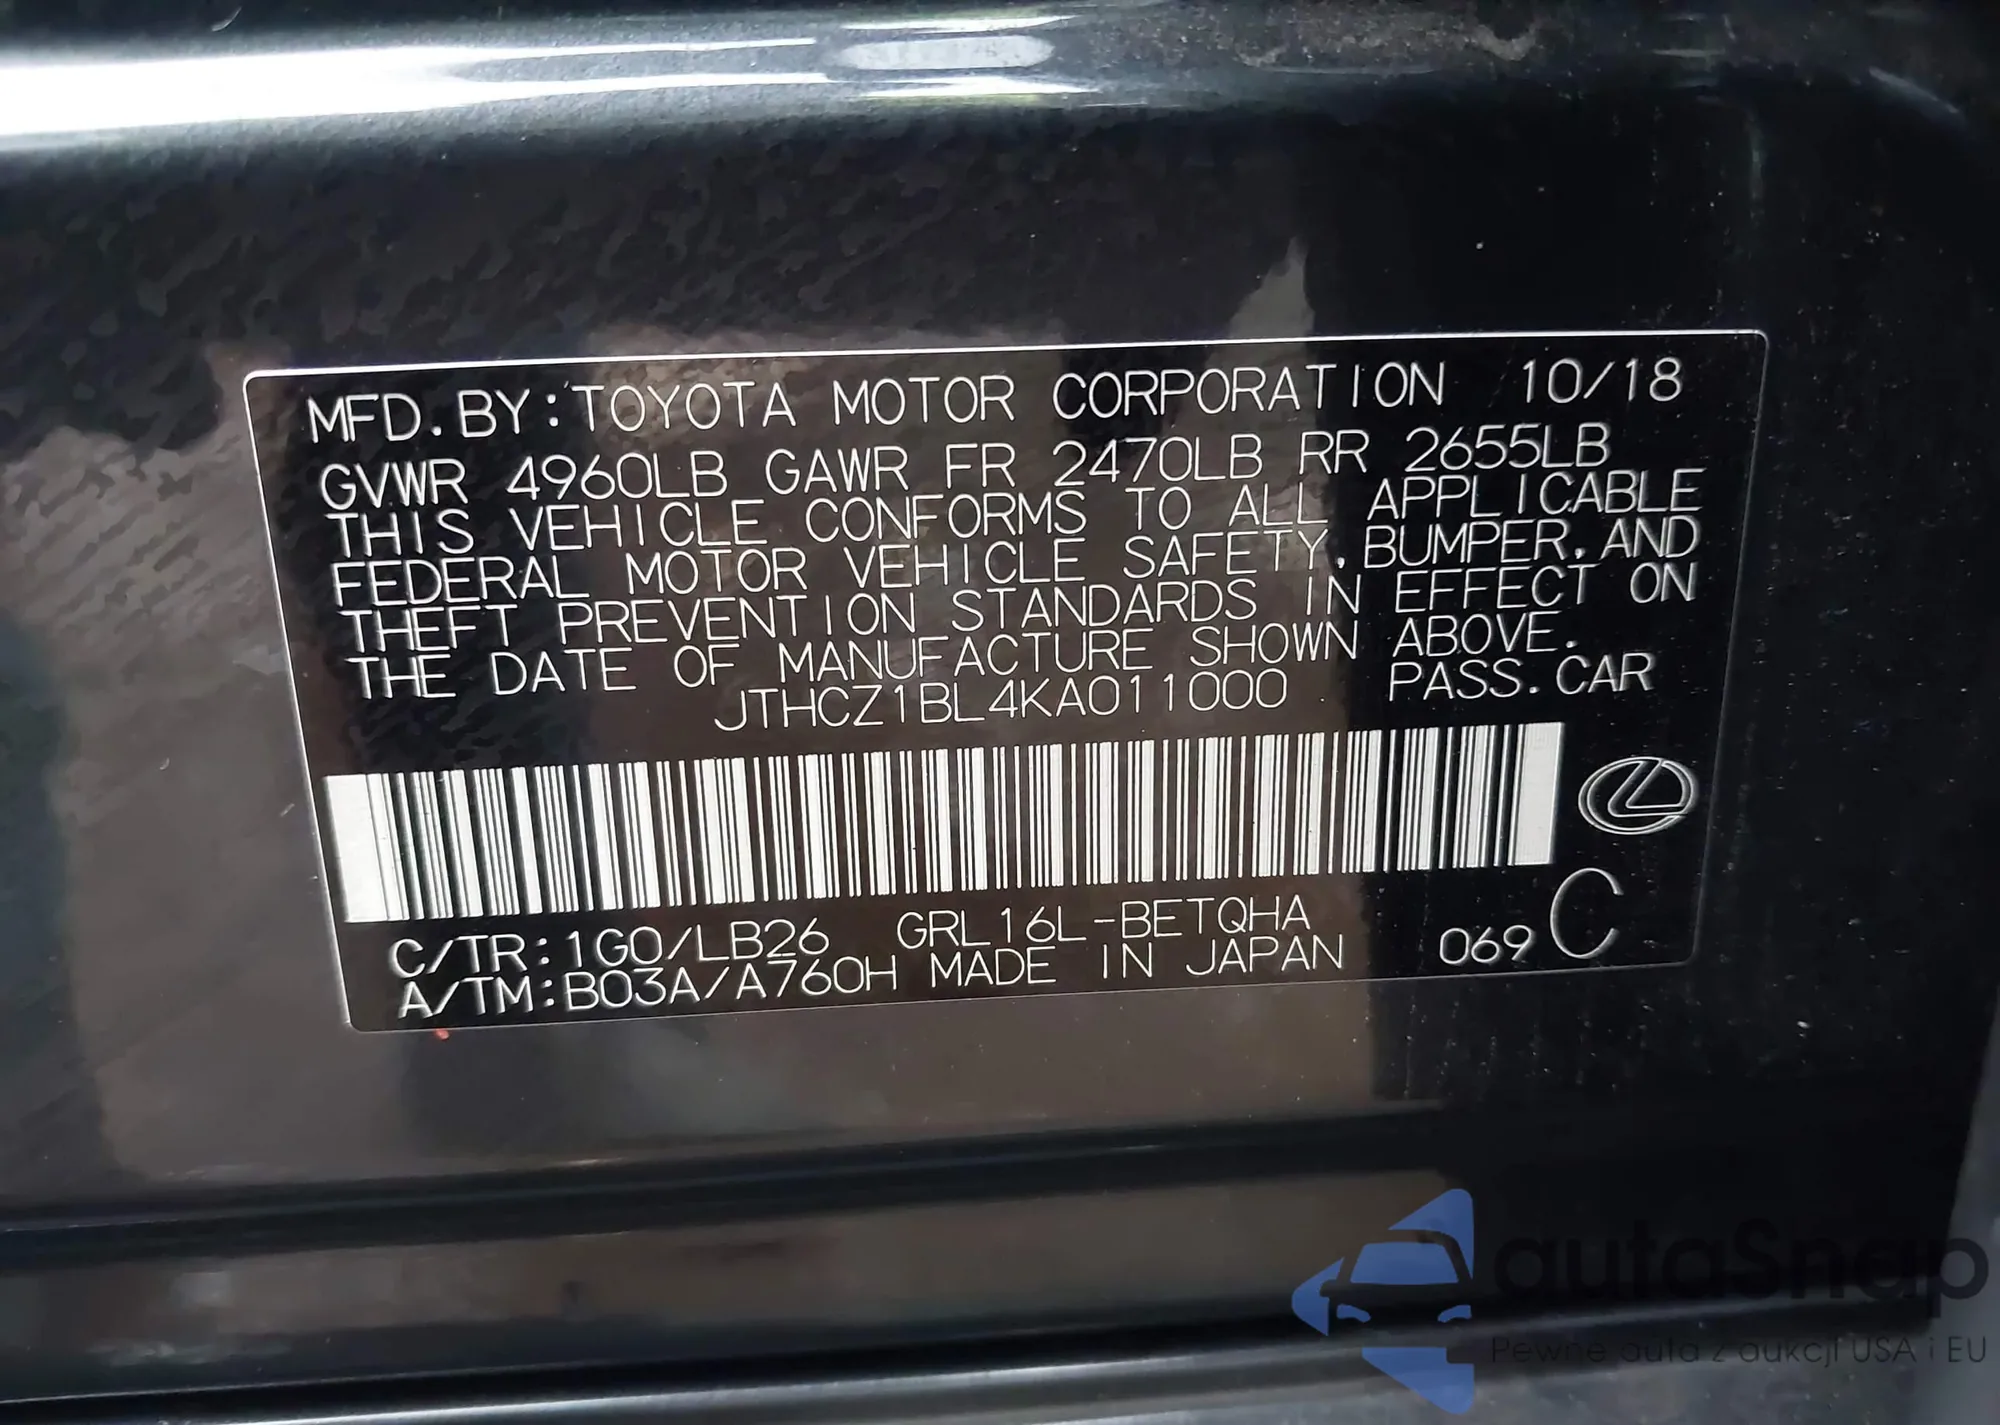 MFD. BY: TOYOTA MOTOR CORPORATION 10/18
GVWR 4960LB GAWR FR 2470LB RR 2655LB
THIS VEHICLE CONFORMS TO ALL APPLICABLE
FEDERAL MOTOR VEHICLE SAFETY, BUMPER, AND
THEFT PREVENTION STANDARDS IN EFFECT ON
THE DATE OF MANUFACTURE SHOWN ABOVE.
JTHCZ1BL4KA011000 PASS. CAR
C/TR: 1G0/LB26 GRL16L-BETQHA
A/TM: B03A/A760H MADE IN JAPAN 069 C
autoSnap
Pewne auta z aukcji USA i EU